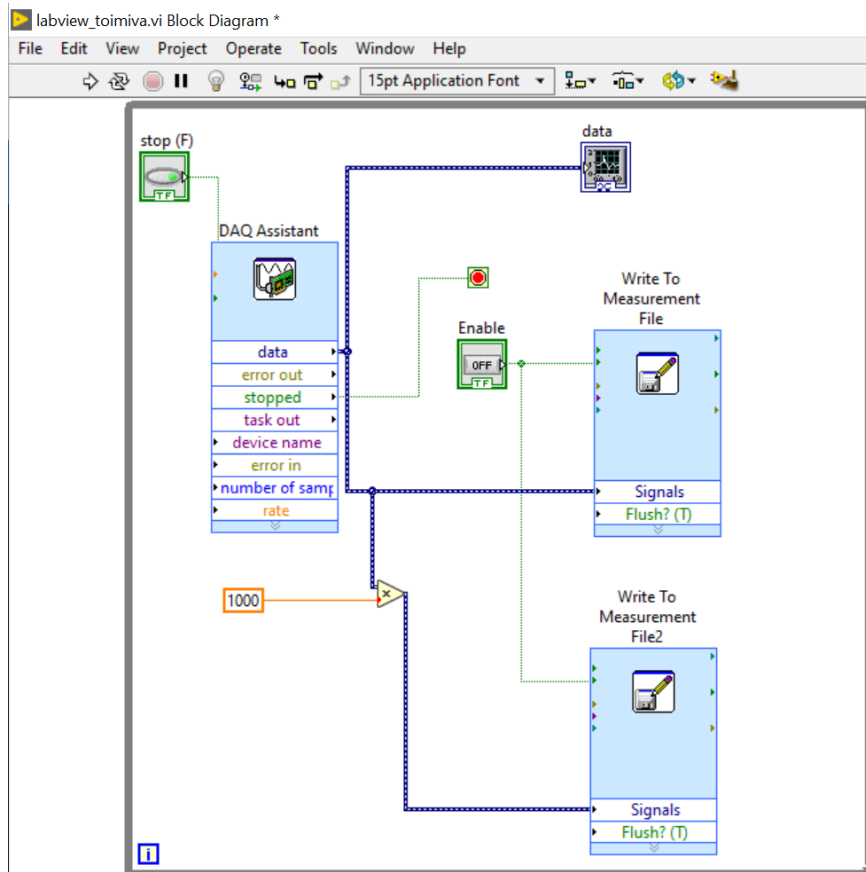 labview_toimiva.vi Block Diagram *
File Edit View Project Operate Tools Window Help
15pt Application Font
stop (F)
TF
data
DAQ Assistant
data
error out
stopped
task out
device name
error in
number of samp
rate
Enable
OFF
TF
Write To
Measurement
File
Signals
Flush? (T)
1000
×
Write To
Measurement
File2
Signals
Flush? (T)
i